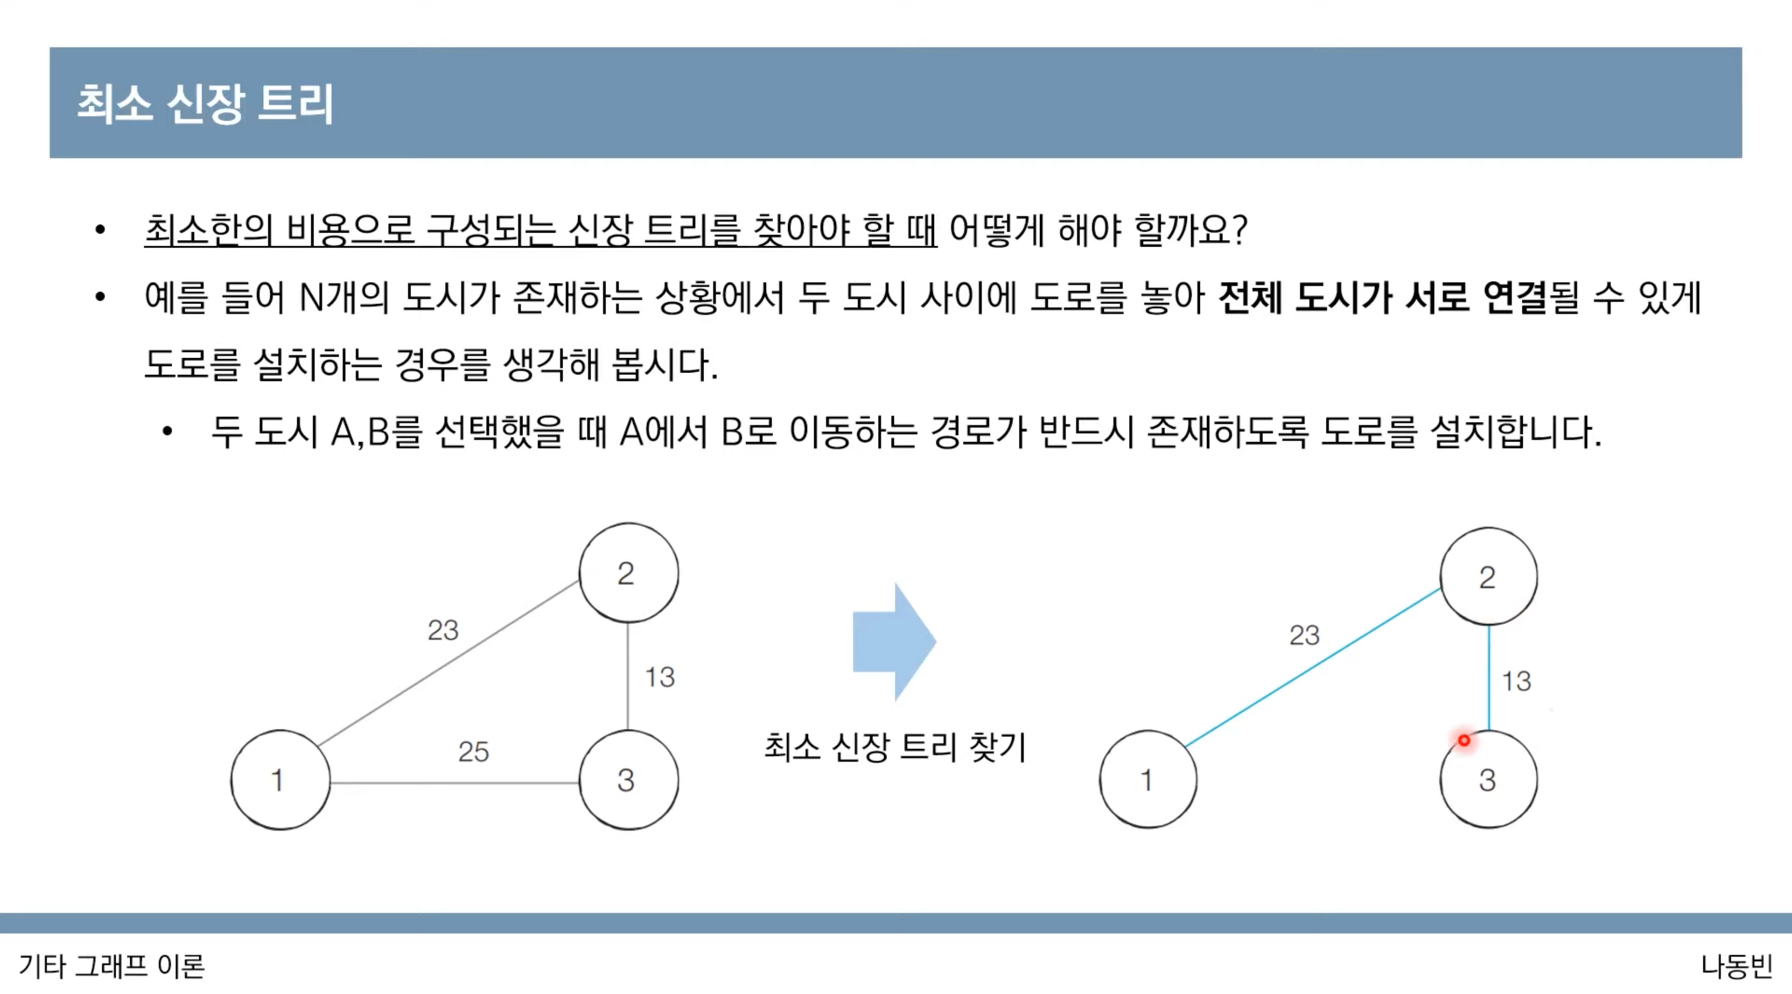 최소 신장 트리
• 최소한의 비용으로 구성되는 신장 트리를 찾아야 할 때 어떻게 해야 할까요?
• 예를 들어 N개의 도시가 존재하는 상황에서 두 도시 사이에 도로를 놓아 전체 도시가 서로 연결될 수 있게
도로를 설치하는 경우를 생각해 봅시다.
• 두 도시 A,B를 선택했을 때 A에서 B로 이동하는 경로가 반드시 존재하도록 도로를 설치합니다.
2
23
13
25
1
3
최소 신장 트리 찾기
2
23
13
1
3
기타 그래프 이론
나동빈